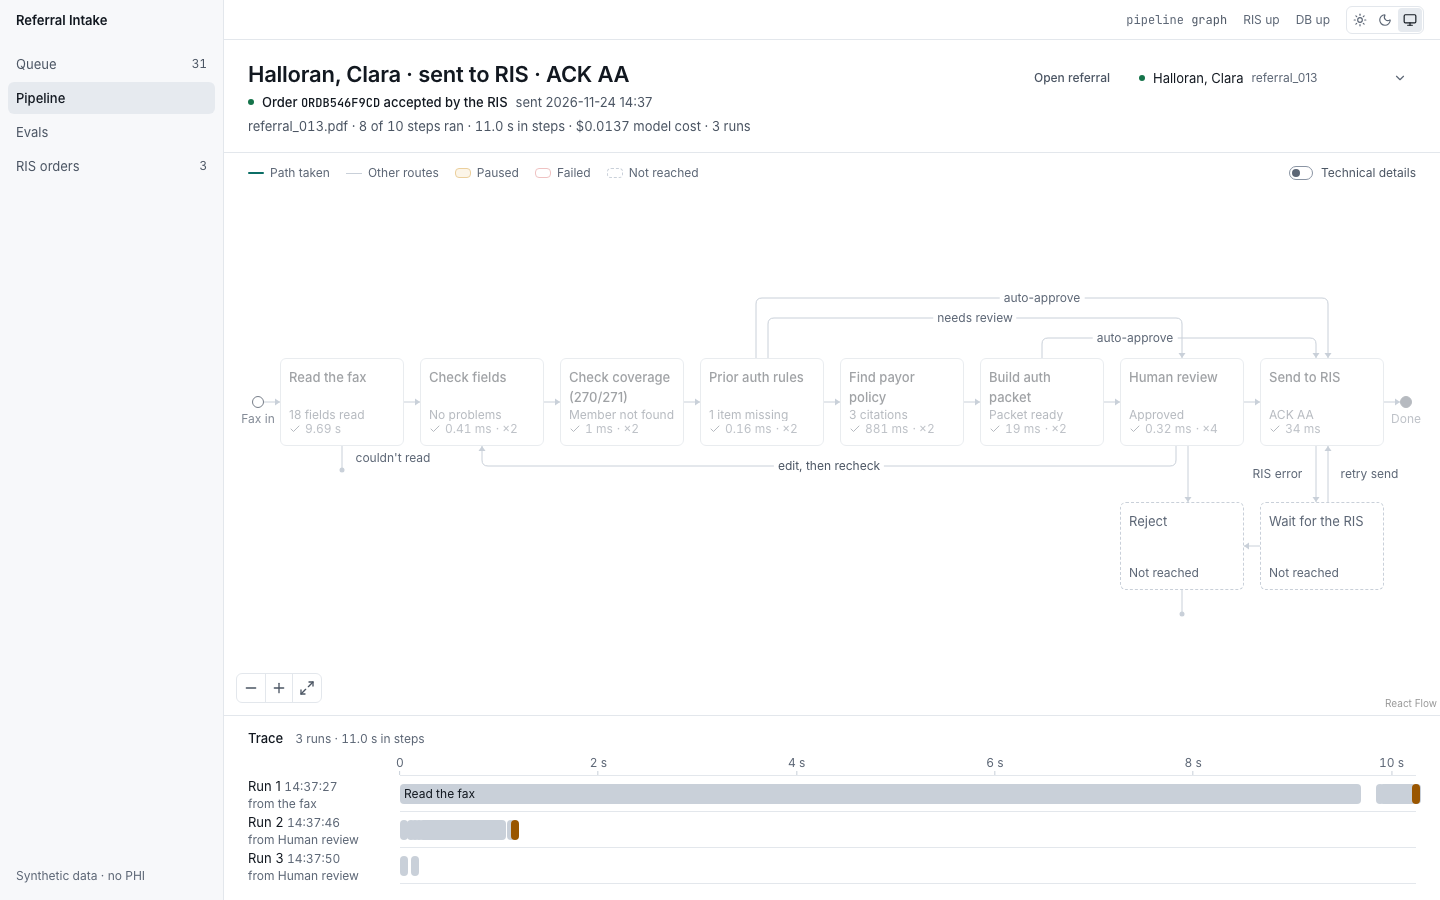 Referral Intake
pipeline graph
RIS up
DB up
Queue 31
Pipeline
Evals
RIS orders 3
Synthetic data · no PHI
Halloran, Clara · sent to RIS · ACK AA
Order ORDB546F9CD accepted by the RIS sent 2026-11-24 14:37
referral_013.pdf · 8 of 10 steps ran · 11.0 s in steps · $0.0137 model cost · 3 runs
Open referral
Halloran, Clara referral_013
Path taken
Other routes
Paused
Failed
Not reached
Technical details
auto-approve
needs review
auto-approve
Fax in
Read the fax
18 fields read
9.69 s
Check fields
No problems
0.41 ms · ×2
Check coverage
(270/271)
Member not found
1 ms · ×2
Prior auth rules
1 item missing
0.16 ms · ×2
Find payor
policy
3 citations
881 ms · ×2
Build auth
packet
Packet ready
19 ms · ×2
Human review
Approved
0.32 ms · ×4
Send to RIS
ACK AA
34 ms
Done
couldn't read
edit, then recheck
RIS error
retry send
Reject
Not reached
Wait for the RIS
Not reached
React Flow
Trace 3 runs · 11.0 s in steps
0 2 s 4 s 6 s 8 s 10 s
Run 1 14:37:27
from the fax
Read the fax
Run 2 14:37:46
from Human review
Run 3 14:37:50
from Human review